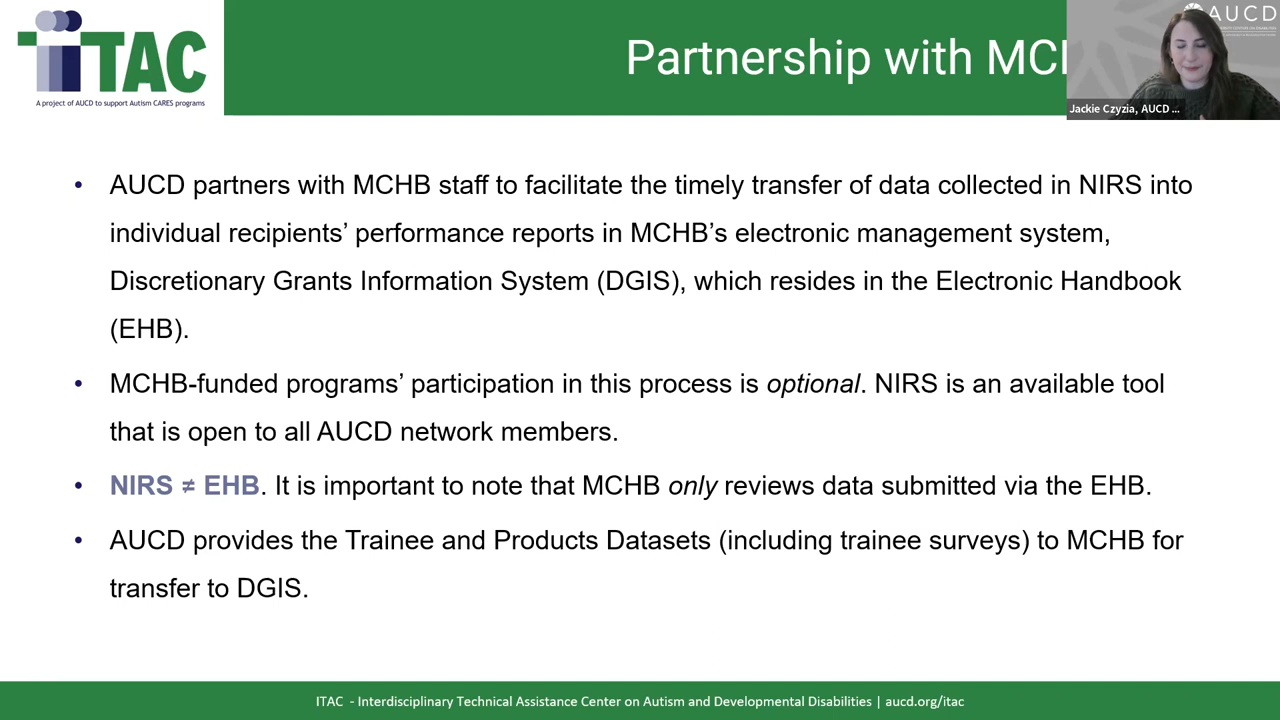 iTAC
A project of AUCD to support Autism CARES programs
Partnership with MC
AUCD
Jackie Czyzia, AUCD ...
• AUCD partners with MCHB staff to facilitate the timely transfer of data collected in NIRS into
individual recipients’ performance reports in MCHB’s electronic management system,
Discretionary Grants Information System (DGIS), which resides in the Electronic Handbook
(EHB).
• MCHB-funded programs’ participation in this process is optional. NIRS is an available tool
that is open to all AUCD network members.
• NIRS ≠ EHB. It is important to note that MCHB only reviews data submitted via the EHB.
• AUCD provides the Trainee and Products Datasets (including trainee surveys) to MCHB for
transfer to DGIS.
ITAC - Interdisciplinary Technical Assistance Center on Autism and Developmental Disabilities | aucd.org/itac